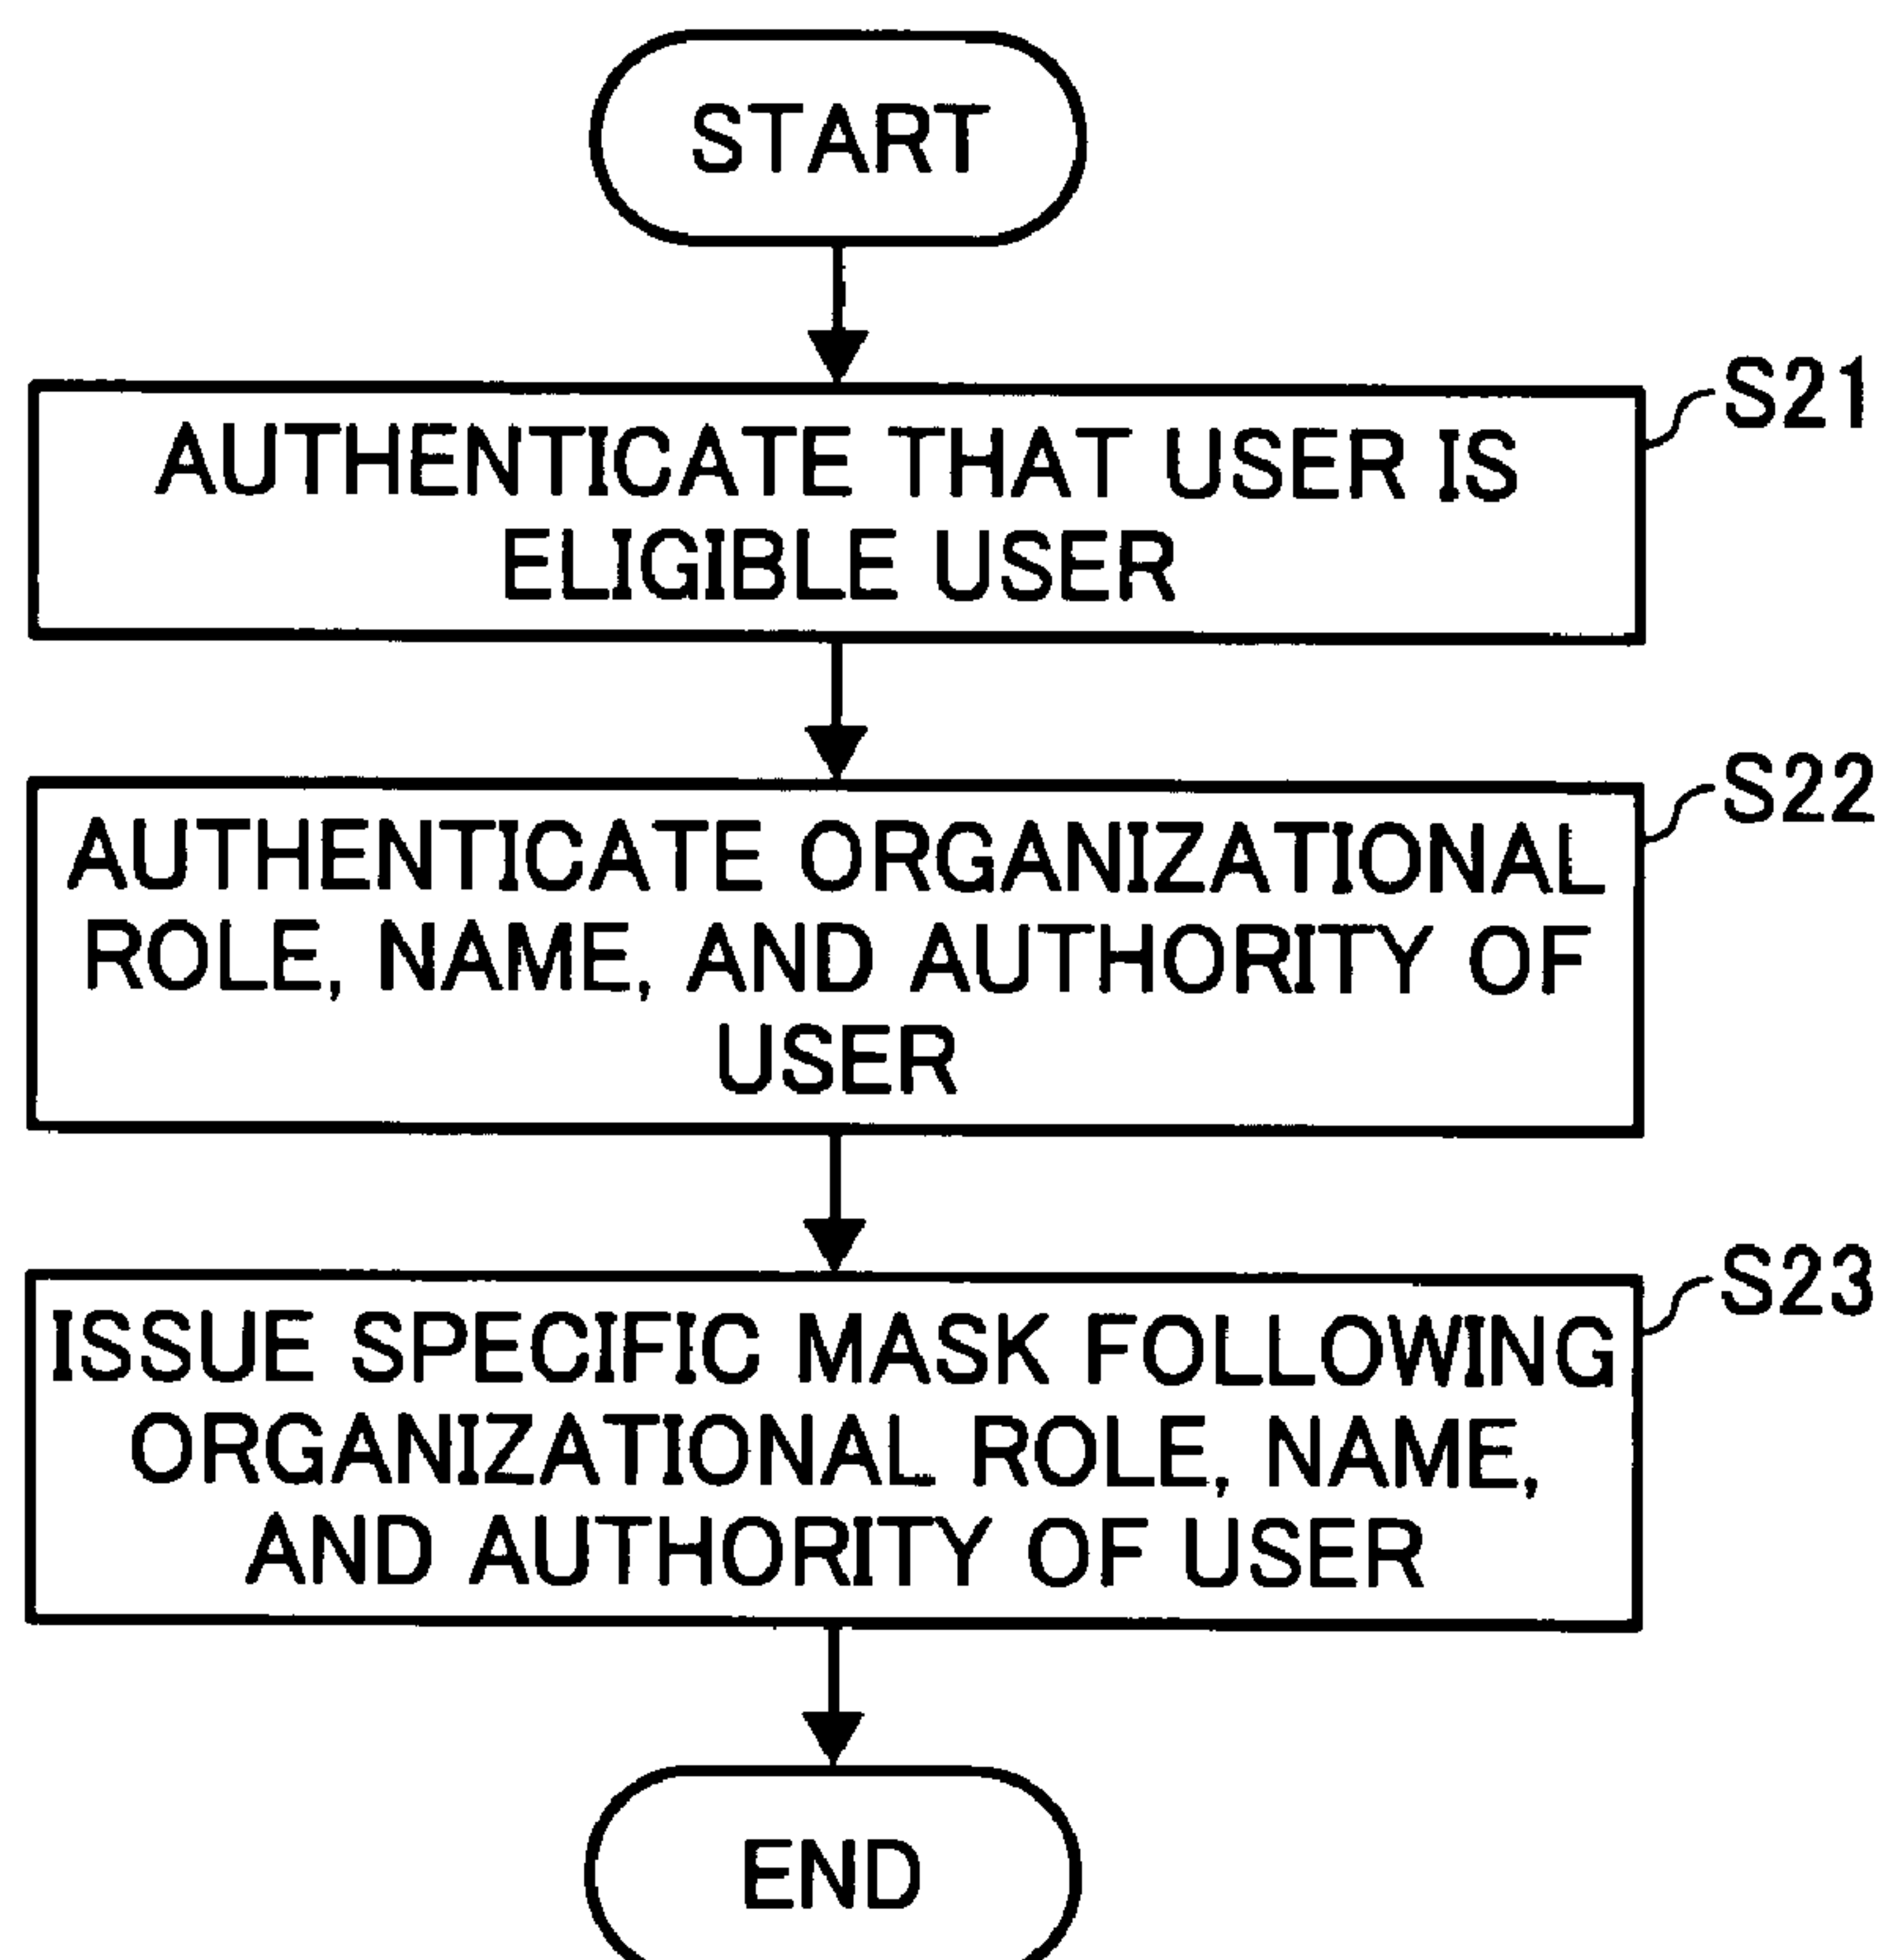 START
S21
AUTHENTICATE THAT USER IS
ELIGIBLE USER
S22
AUTHENTICATE ORGANIZATIONAL
ROLE, NAME, AND AUTHORITY OF
USER
S23
ISSUE SPECIFIC MASK FOLLOWING
ORGANIZATIONAL ROLE, NAME,
AND AUTHORITY OF USER
END